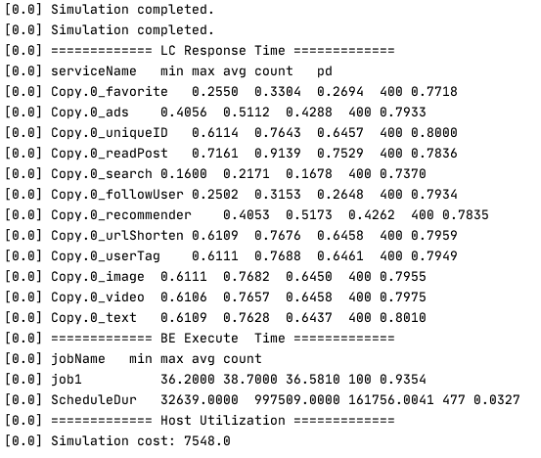 [0.0] Simulation completed.
[0.0] Simulation completed.
[0.0] ============= LC Response Time =============
[0.0] serviceName   min max avg count   pd
[0.0] Copy.0_favorite   0.2550  0.3304  0.2694  400 0.7718
[0.0] Copy.0_ads    0.4056  0.5112  0.4288  400 0.7933
[0.0] Copy.0_uniqueID   0.6114  0.7643  0.6457  400 0.8000
[0.0] Copy.0_readPost   0.7161  0.9139  0.7529  400 0.7836
[0.0] Copy.0_search 0.1600  0.2171  0.1678  400 0.7370
[0.0] Copy.0_followUser 0.2502  0.3153  0.2648  400 0.7934
[0.0] Copy.0_recommender    0.4053  0.5173  0.4262  400 0.7835
[0.0] Copy.0_urlShorten 0.6109  0.7676  0.6458  400 0.7959
[0.0] Copy.0_userTag    0.6111  0.7688  0.6461  400 0.7949
[0.0] Copy.0_image  0.6111  0.7682  0.6450  400 0.7955
[0.0] Copy.0_video  0.6106  0.7657  0.6458  400 0.7975
[0.0] Copy.0_text   0.6109  0.7628  0.6437  400 0.8010
[0.0] ============= BE Execute  Time =============
[0.0] jobName   min max avg count
[0.0] job1          36.2000 38.7000 36.5810 100 0.9354
[0.0] ScheduleDur   32639.0000  997509.0000 161756.0041 477 0.0327
[0.0] ============= Host Utilization =============
[0.0] Simulation cost: 7548.0